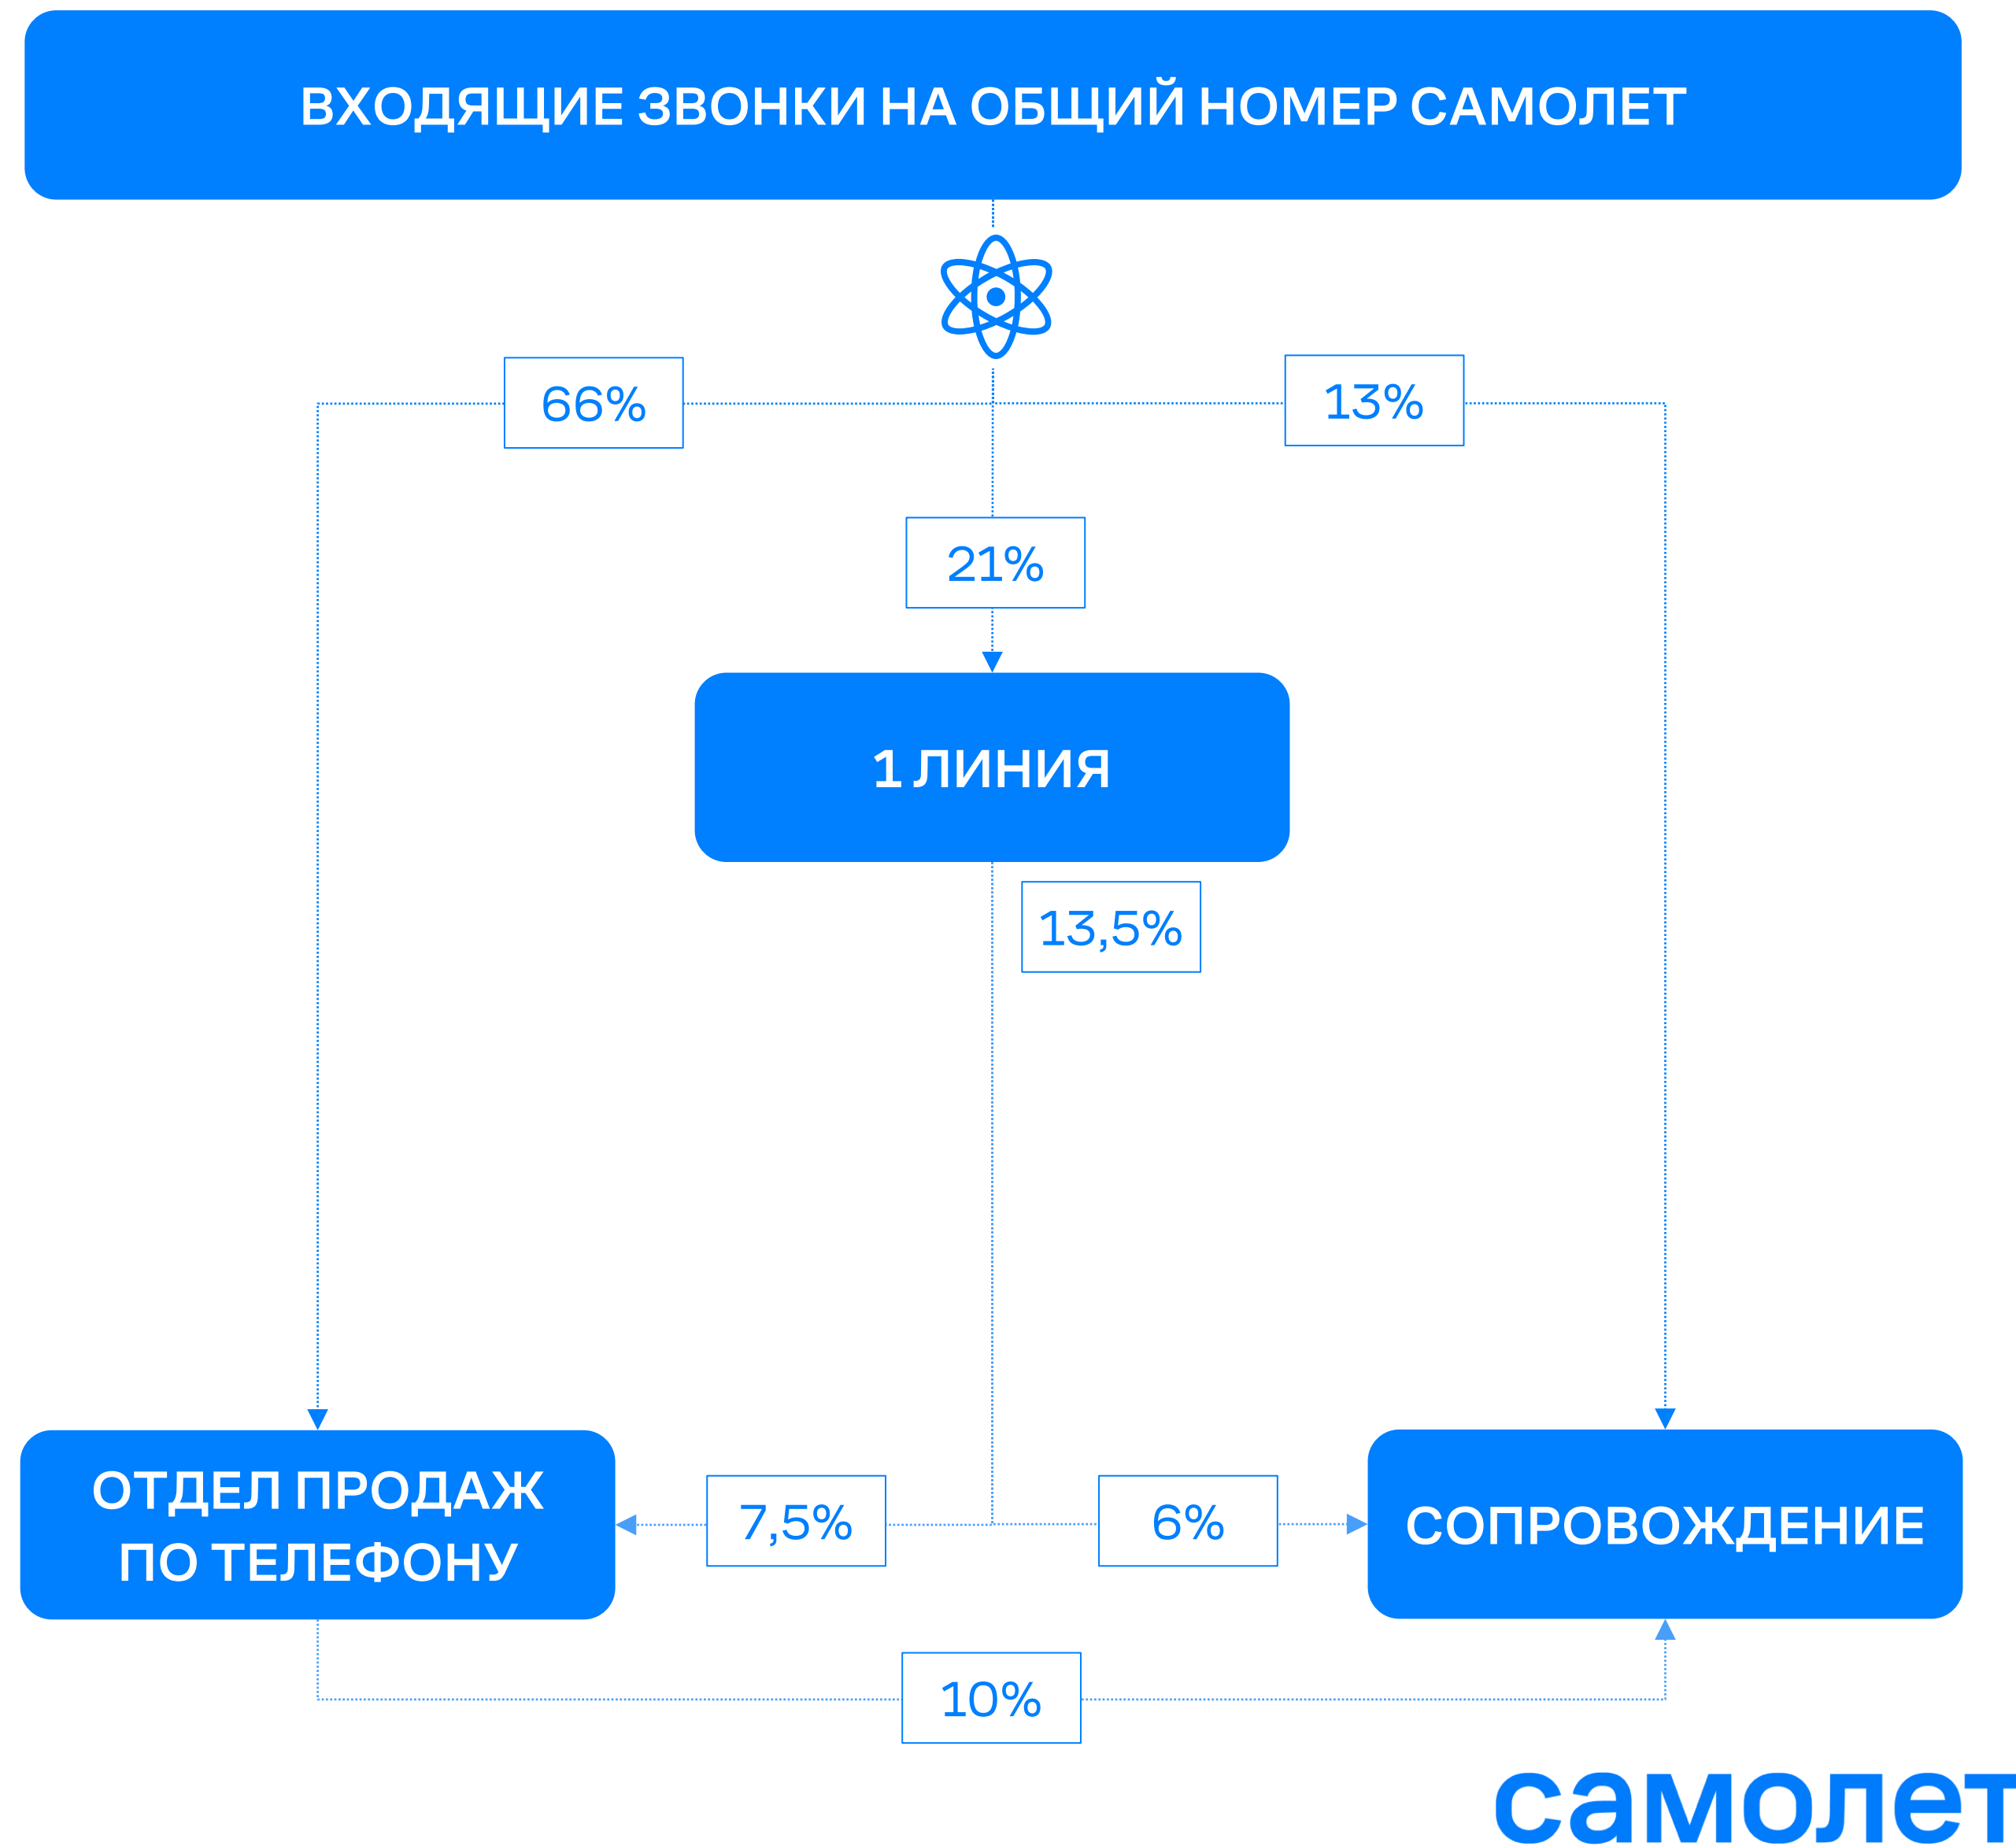 ВХОДЯЩИЕ ЗВОНКИ НА ОБЩИЙ НОМЕР САМОЛЕТ
66%
13%
21%
1 ЛИНИЯ
13,5%
ОТДЕЛ ПРОДАЖ
ПО ТЕЛЕФОНУ
7,5%
6%
СОПРОВОЖДЕНИЕ
10%
самолет